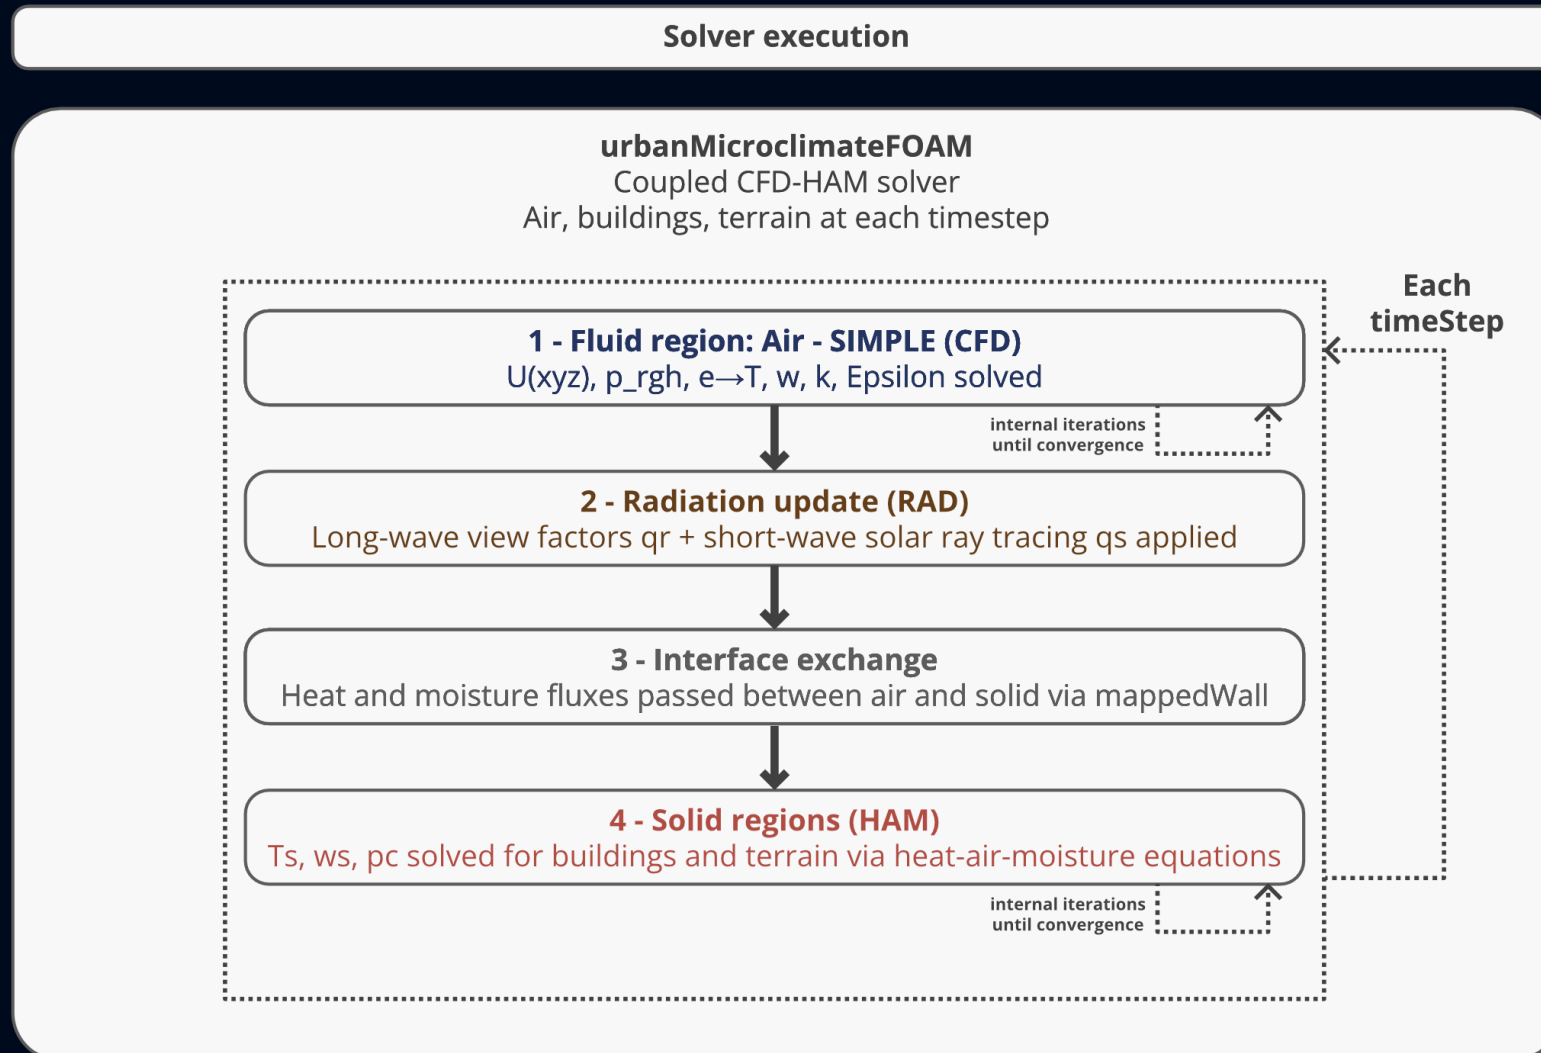 Solver execution
urbanMicroclimateFOAM
Coupled CFD-HAM solver
Air, buildings, terrain at each timestep
Each
timeStep
1 - Fluid region: Air - SIMPLE (CFD)
U(xyz), p_rgh, e→T, w, k, Epsilon solved
internal iterations
until convergence
2 - Radiation update (RAD)
Long-wave view factors qr + short-wave solar ray tracing qs applied
3 - Interface exchange
Heat and moisture fluxes passed between air and solid via mappedWall
4 - Solid regions (HAM)
Ts, ws, pc solved for buildings and terrain via heat-air-moisture equations
internal iterations
until convergence